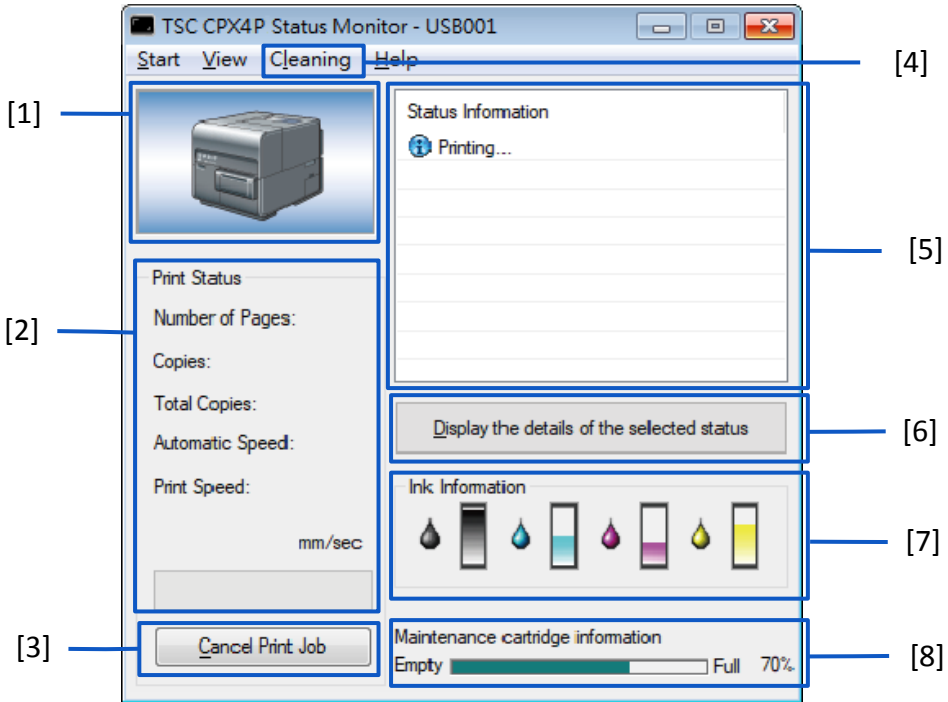 TSC CPX4P Status Monitor - USB001
Start View Cleaning Help
[4]
[1]
Status Information
Printing...
[5]
Print Status
[2]
Number of Pages:
Copies:
Total Copies:
Automatic Speed:
Print Speed:
mm/sec
Display the details of the selected status
[6]
Ink Information
[7]
[3]
Cancel Print Job
Maintenance cartridge information
Empty Full 70%
[8]